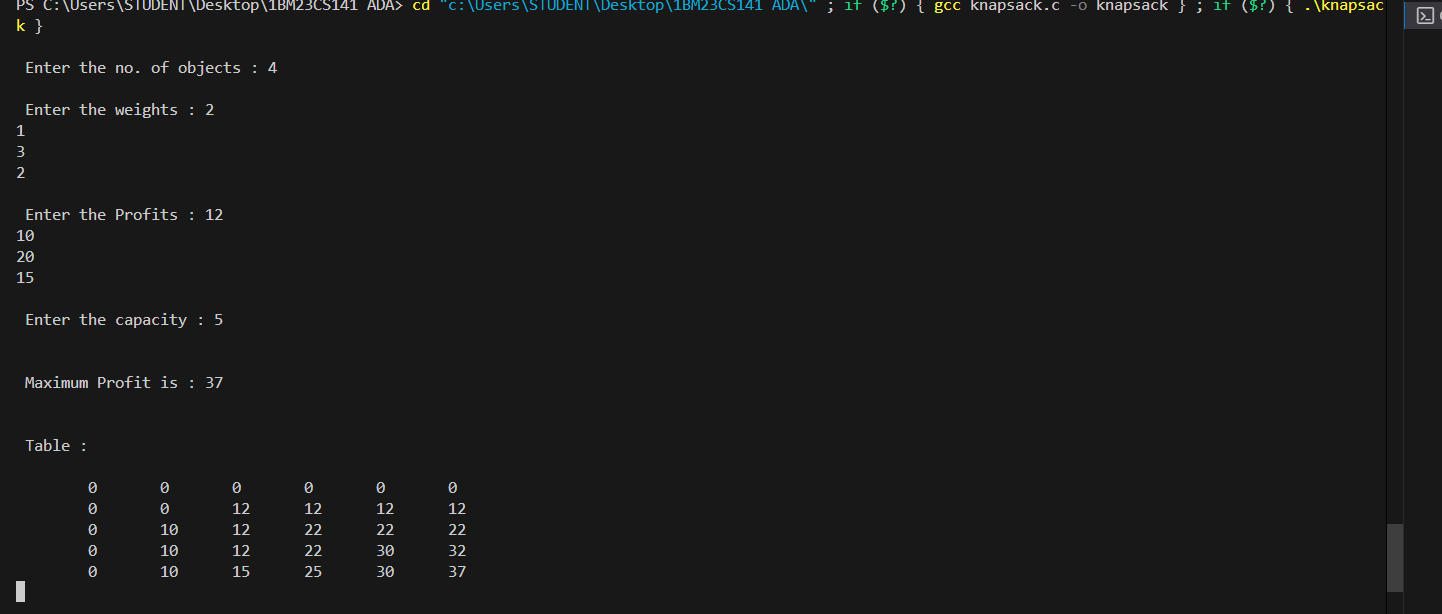 PS C:\Users\STUDENT\Desktop\1BM23CS141 ADA> cd "c:\Users\STUDENT\Desktop\1BM23CS141 ADA\" ; if ($?) { gcc knapsack.c -o knapsack } ; if ($?) { .\knapsac
k }
Enter the no. of objects : 4
Enter the weights : 2
1
3
2
Enter the Profits : 12
10
20
15
Enter the capacity : 5
Maximum Profit is : 37
Table :
0 0 0 0 0 0
0 0 12 12 12 12
0 10 12 22 22 22
0 10 12 22 30 32
0 10 15 25 30 37